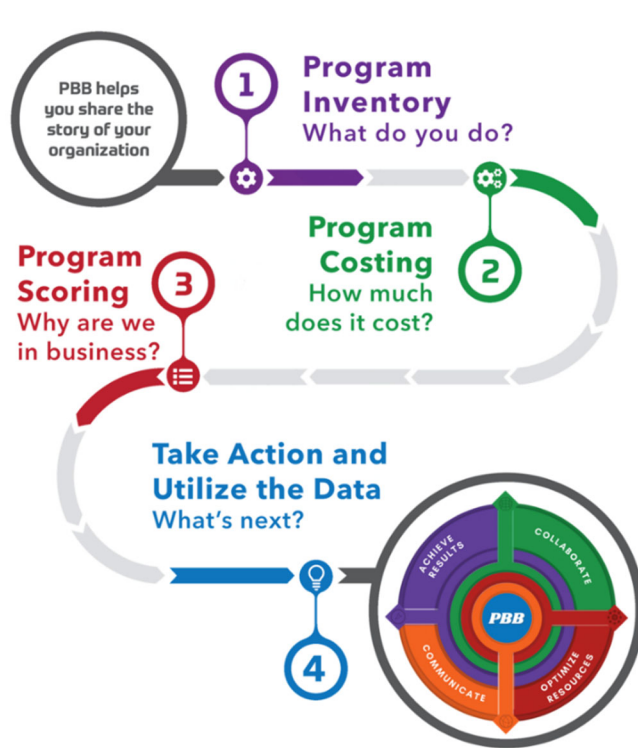 PBB helps
you share the
story of your
organization
1
Program
Inventory
What do you do?
Program
Costing
How much
does it cost?
2
Program
Scoring
Why are we
in business?
3
Take Action and
Utilize the Data
What's next?
4
ACHIEVE
RESULTS
COLLABORATE
PBB
COMMUNICATE
OPTIMIZE
RESOURCES